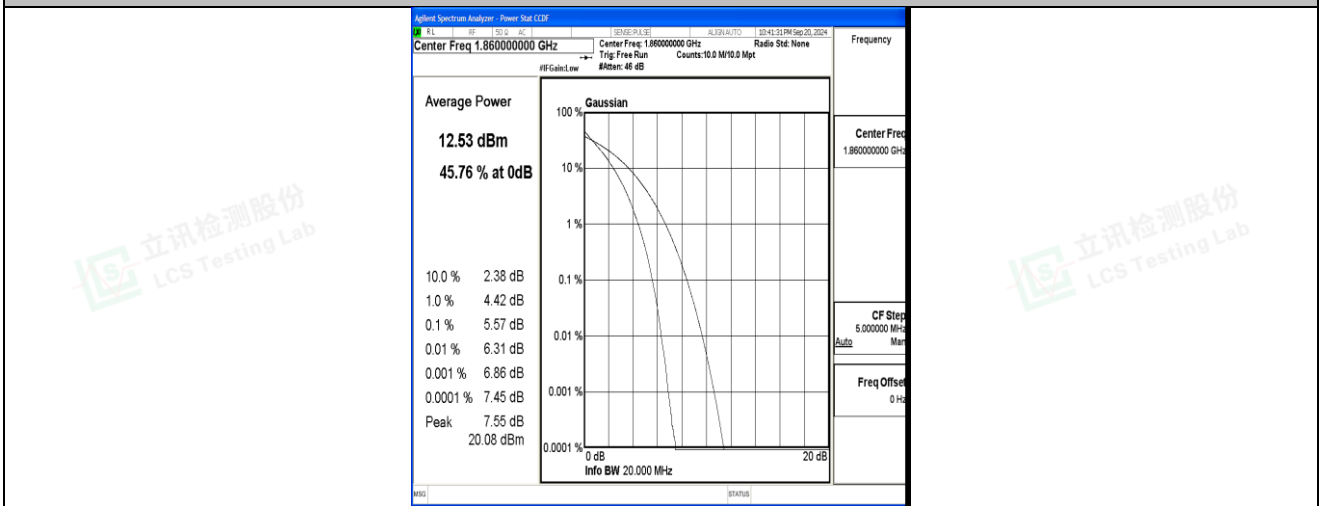 Agilent Spectrum Analyzer - Power Stat CCDF
RL RF 50 Ω AC SENSE:PULSE ALIGNAUTO 10:41:31 PM Sep 20, 2024
Center Freq 1.860000000 GHz
Center Freq: 1.860000000 GHz Radio Std: None
Trig: Free Run Counts:10.0 M/10.0 Mpt
#IFGain:Low #Atten: 46 dB
Frequency
Average Power
12.53 dBm
45.76 % at 0dB
10.0 % 2.38 dB
1.0 % 4.42 dB
0.1 % 5.57 dB
0.01 % 6.31 dB
0.001 % 6.86 dB
0.0001 % 7.45 dB
Peak 7.55 dB
20.08 dBm
Gaussian
100 %
10 %
1 %
0.1 %
0.01 %
0.001 %
0.0001 %
0 dB 20 dB
Info BW 20.000 MHz
Center Freq
1.860000000 GHz
CF Step
5.000000 MHz
Auto Man
Freq Offset
0 Hz
MSG STATUS
立讯检测股份
LCS Testing Lab
立讯检测股份
LCS Testing Lab